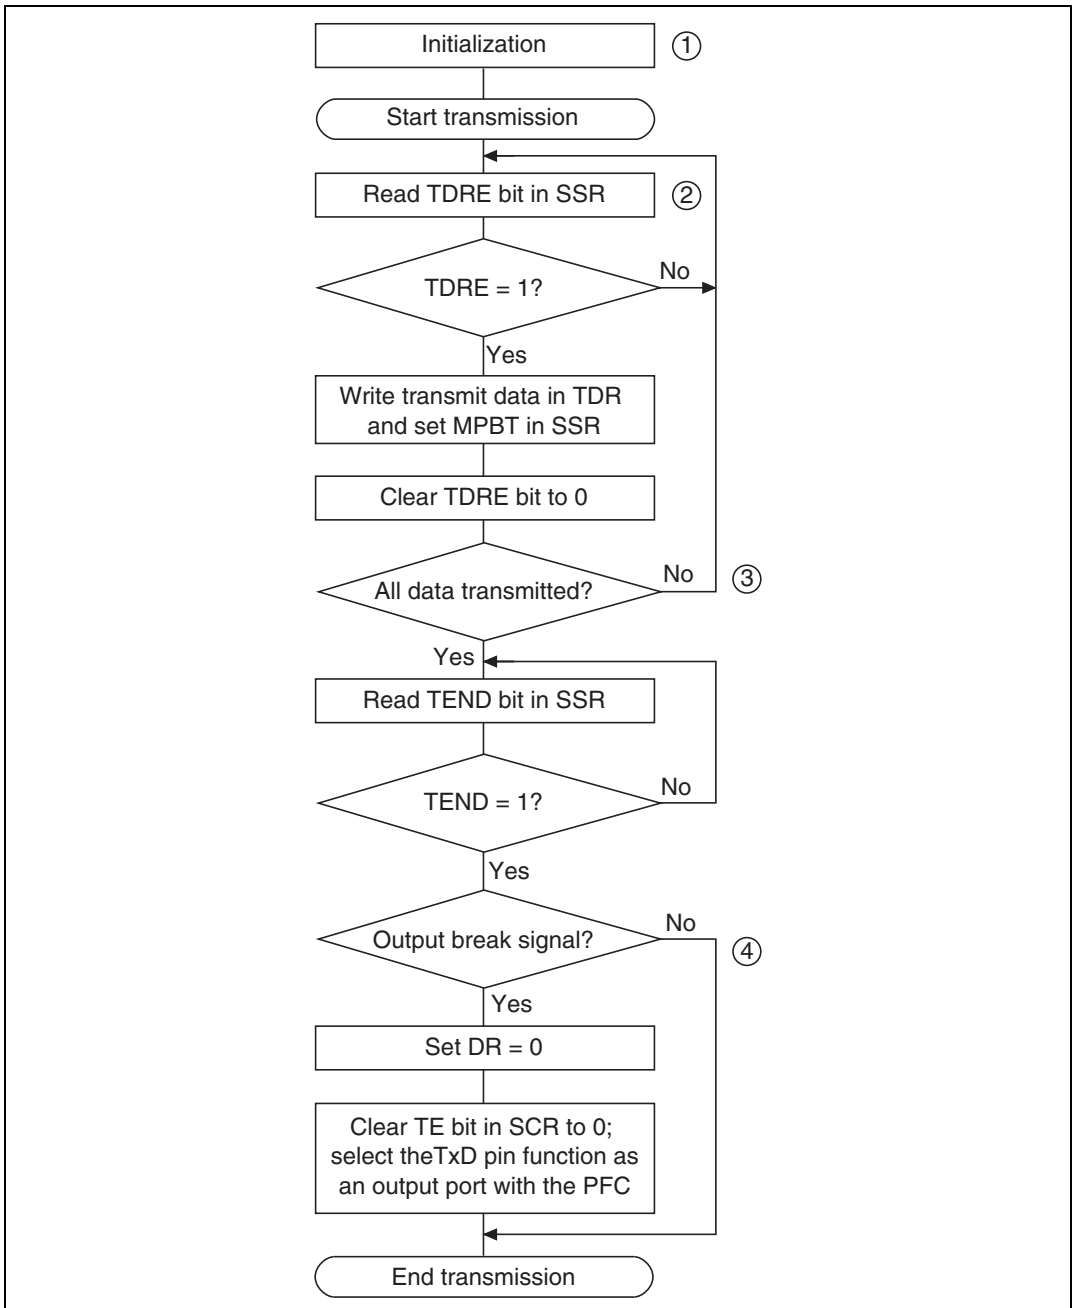 Initialization
①
Start transmission
Read TDRE bit in SSR
②
TDRE = 1?
No
Yes
Write transmit data in TDR
and set MPBT in SSR
Clear TDRE bit to 0
All data transmitted?
No
③
Yes
Read TEND bit in SSR
TEND = 1?
No
Yes
Output break signal?
No
④
Yes
Set DR = 0
Clear TE bit in SCR to 0;
select theTxD pin function as
an output port with the PFC
End transmission